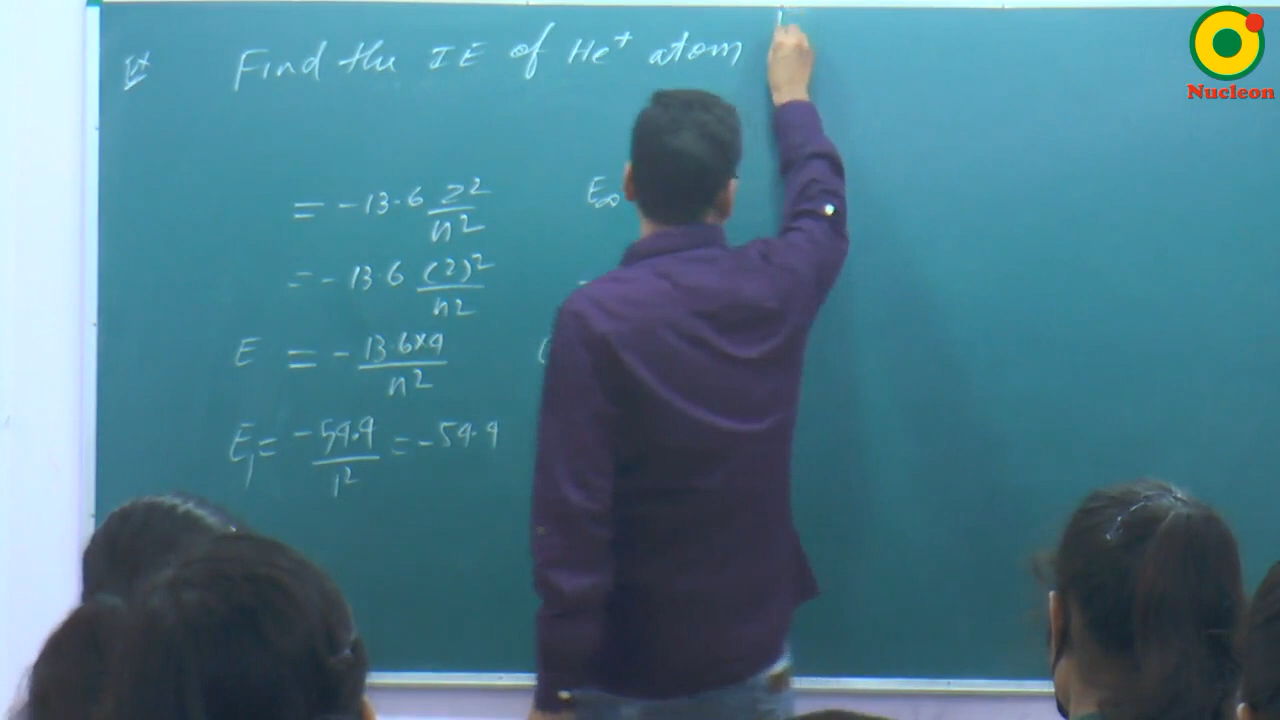 Find the IE of He⁺ atom
= -13.6 Z²/n²
E∞
= -13.6 (2)²/n²
E = - 13.6×4/n²
E₁ = -54.4/1² = -54.4
Nucleon